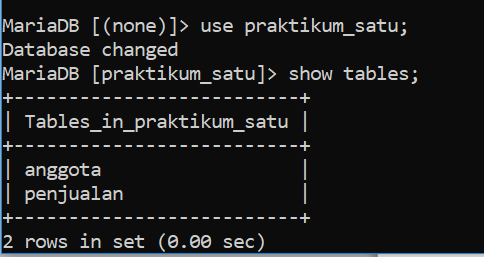 MariaDB [(none)]> use praktikum_satu;
Database changed
MariaDB [praktikum_satu]> show tables;
+--------------------------+
| Tables_in_praktikum_satu |
+--------------------------+
| anggota                  |
| penjualan                |
+--------------------------+
2 rows in set (0.00 sec)